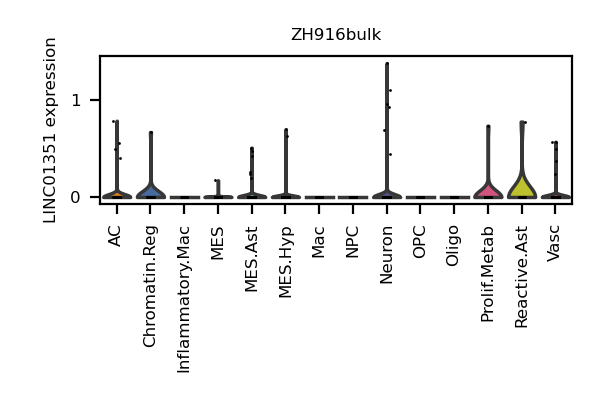 ZH916bulk
LINC01351 expression
1
0
AC
Chromatin.Reg
Inflammatory.Mac
MES
MES.Ast
MES.Hyp
Mac
NPC
Neuron
OPC
Oligo
Prolif.Metab
Reactive.Ast
Vasc